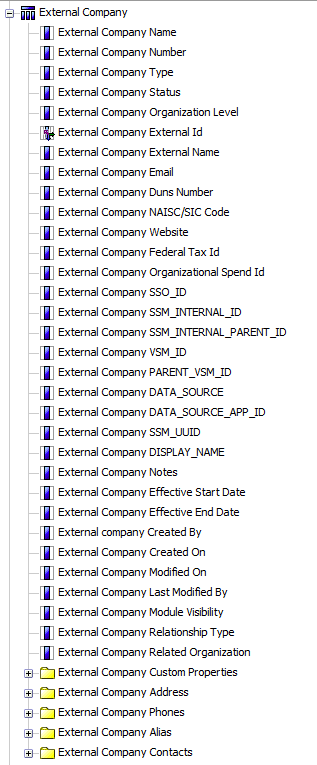 External Company
External Company Name
External Company Number
External Company Type
External Company Status
External Company Organization Level
External Company External Id
External Company External Name
External Company Email
External Company Duns Number
External Company NAISC/SIC Code
External Company Website
External Company Federal Tax Id
External Company Organizational Spend Id
External Company SSO_ID
External Company SSM_INTERNAL_ID
External Company SSM_INTERNAL_PARENT_ID
External Company VSM_ID
External Company PARENT_VSM_ID
External Company DATA_SOURCE
External Company DATA_SOURCE_APP_ID
External Company SSM_UUID
External Company DISPLAY_NAME
External Company Notes
External Company Effective Start Date
External Company Effective End Date
External company Created By
External Company Created On
External Company Modified On
External Company Last Modified By
External Company Module Visibility
External Company Relationship Type
External Company Related Organization
External Company Custom Properties
External Company Address
External Company Phones
External Company Alias
External Company Contacts